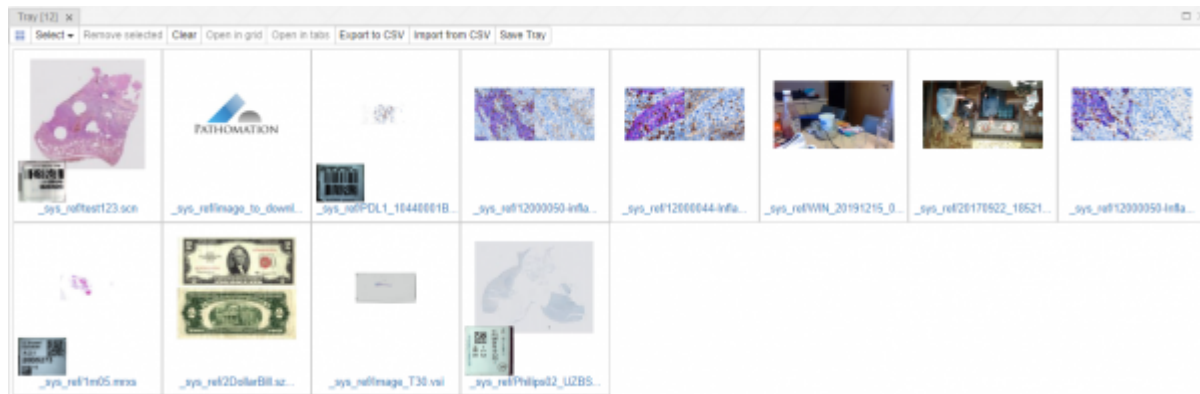 Tray [12]
Select Remove selected Clear Open in grid Open in tabs Export to CSV Import from CSV Save Tray
PATHOMATION
_sys_ref/test123.scn
_sys_ref/image_to_downl...
_sys_ref/PDL1_10440001B...
_sys_ref/12000050-Infla...
_sys_ref/12000044-Infla...
_sys_ref/WIN_20191215_0...
_sys_ref/20170922_18521...
_sys_ref/12000050-Infla...
2
2
_sys_ref/1m05.mrxs
_sys_ref/2DollarBill.sz...
_sys_ref/Image_T30.vsi
_sys_ref/Philips02_UZBS...